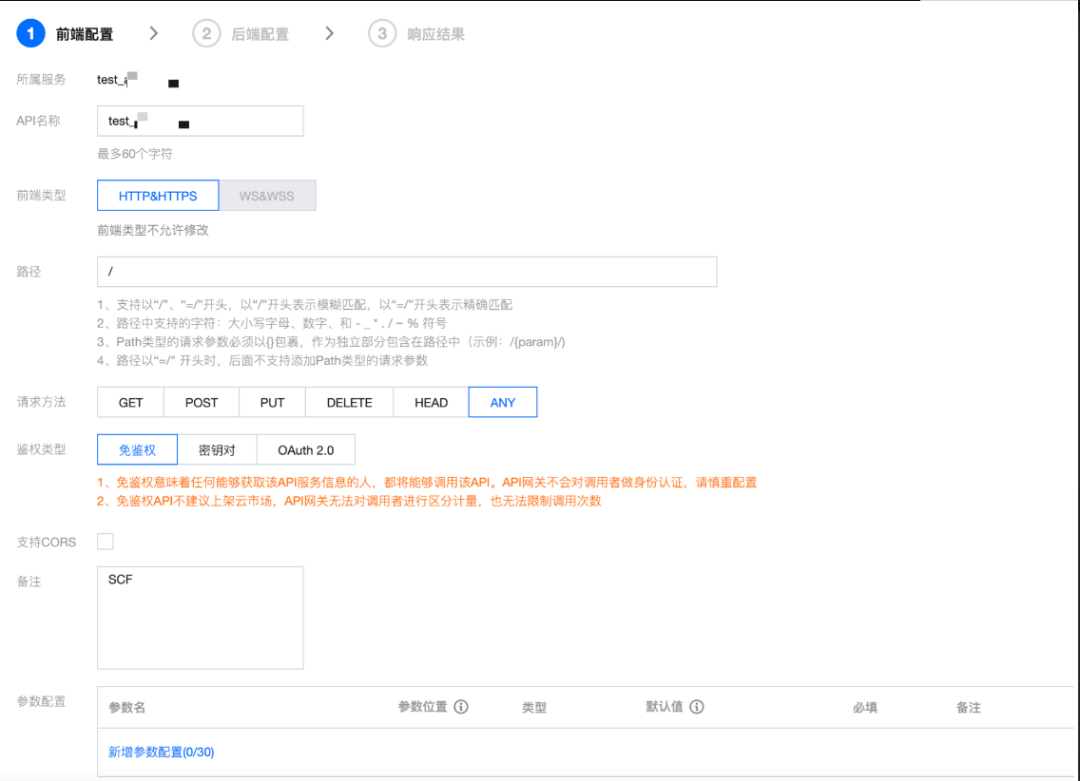 1 前端配置 > 2 后端配置 > 3 响应结果
所属服务 test_
API名称 test_
最多60个字符
前端类型 HTTP&HTTPS WS&WSS
前端类型不允许修改
路径 /
1、支持以“/”、“=/”开头，以“/”开头表示模糊匹配，以“=/”开头表示精确匹配
2、路径中支持的字符：大小写字母、数字、和 - _ * . / ~ % 符号
3、Path类型的请求参数必须以{}包裹，作为独立部分包含在路径中（示例：/{param}/)
4、路径以“=/” 开头时，后面不支持添加Path类型的请求参数
请求方法 GET POST PUT DELETE HEAD ANY
鉴权类型 免鉴权 密钥对 OAuth 2.0
1、免鉴权意味着任何能够获取该API服务信息的人，都将能够调用该API。API网关不会对调用者做身份认证，请慎重配置
2、免鉴权API不建议上架云市场，API网关无法对调用者进行区分计量，也无法限制调用次数
支持CORS
备注 SCF
参数配置 参数名 参数位置 类型 默认值 必填 备注
新增参数配置(0/30)